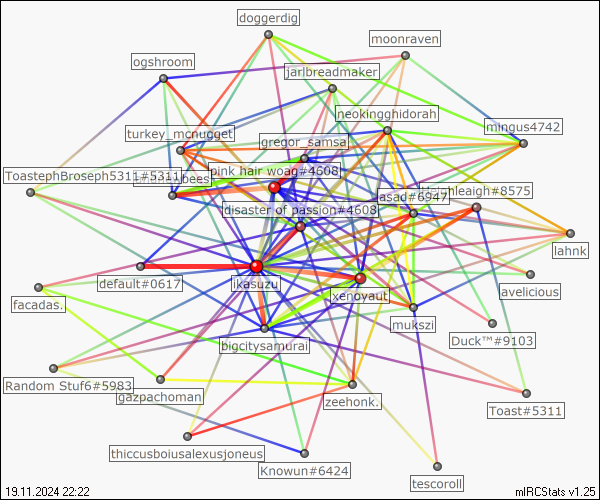 doggerdig
moonraven
ogshroom
jarlbreadmaker
neokingghidorah
mingus4742
turkey_mcnugget
gregor_samsa
pink hair woag#4608
ToastephBroseph5311#5311
bees
asad#6947
leigh#8575
disaster of passion#4608
lahnk
ikasuzu
default#0617
avelicious
xenovaut
facadas.
mukszi
bigcitysamurai
Duck™#9103
Random Stuf6#5983
gazpachoman
zeehonk.
Toast#5311
thiccusboiusalexusjoneus
Knowun#6424
tescoroll
19.11.2024 22:22
mIRCStats v1.25